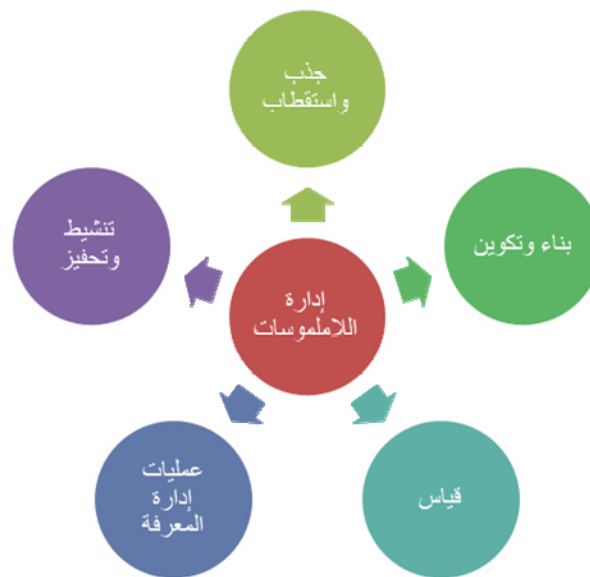 جذب
واستقطاب
بناء وتكوين
قياس
عمليات
إدارة
المعرفة
تنشيط
وتحفيز
إدارة
اللاملموسات